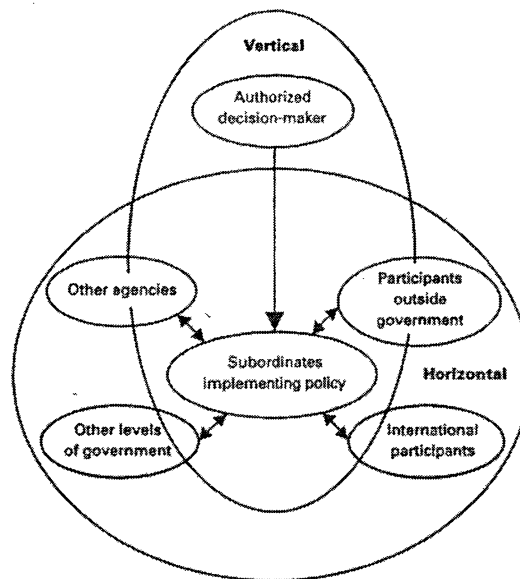 Vertical
Authorized
decision-maker
Other agencies
Participants
outside
government
Subordinates
implementing policy
Horizontal
Other levels
of government
International
participants